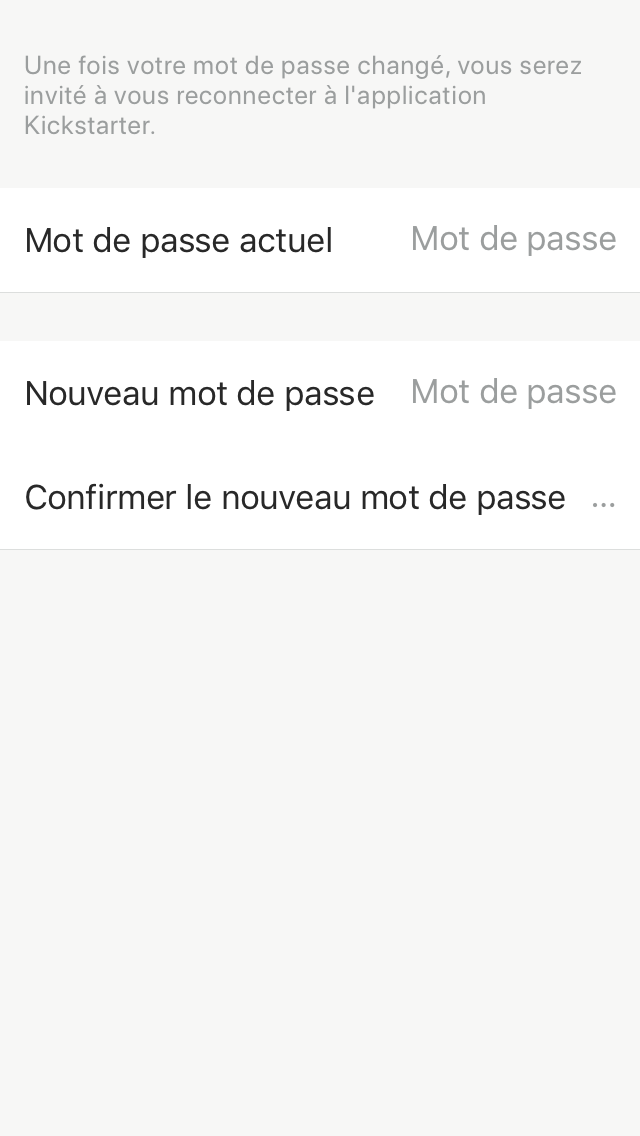 Une fois votre mot de passe changé, vous serez
invité à vous reconnecter à l'application
Kickstarter.
Mot de passe actuel Mot de passe
Nouveau mot de passe Mot de passe
Confirmer le nouveau mot de passe ...